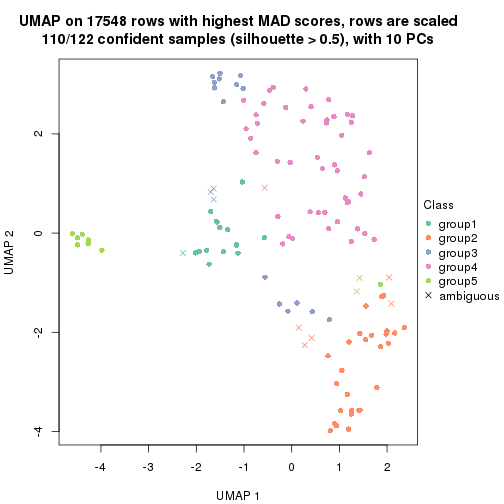 UMAP on 17548 rows with highest MAD scores, rows are scaled
110/122 confident samples (silhouette > 0.5), with 10 PCs
Class
group1
group2
group3
group4
group5
ambiguous
UMAP 2
2
0
-2
-4
-4
-3
-2
-1
0
1
2
UMAP 1